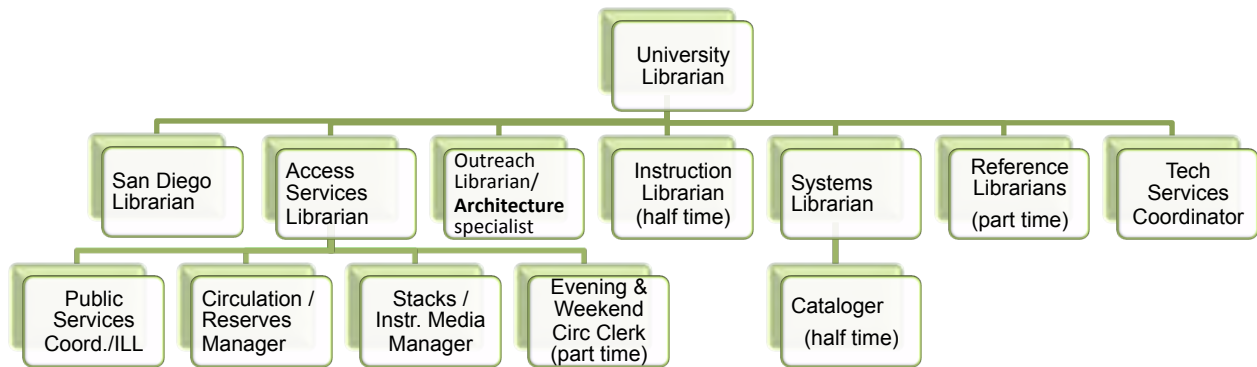 University
Librarian
San Diego
Librarian
Access
Services
Librarian
Outreach
Librarian/
Architecture
specialist
Instruction
Librarian
(half time)
Systems
Librarian
Reference
Librarians
(part time)
Tech
Services
Coordinator
Public
Services
Coord./ILL
Circulation /
Reserves
Manager
Stacks /
Instr. Media
Manager
Evening &
Weekend
Circ Clerk
(part time)
Cataloger
(half time)